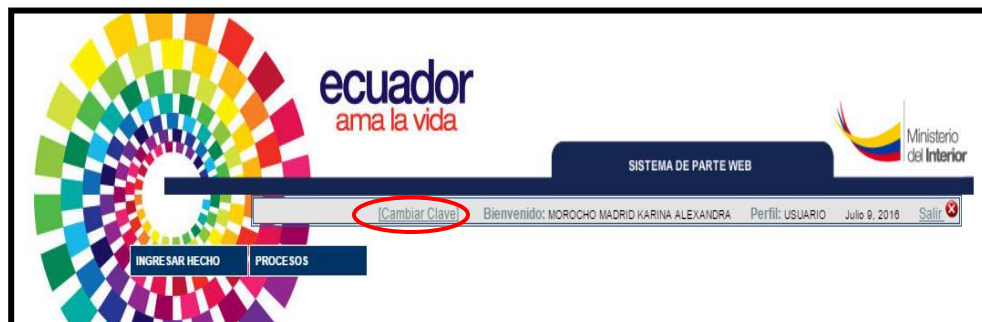 ecuador
ama la vida
Ministerio
del Interior
SISTEMA DE PARTE WEB
[Cambiar Clave] Bienvenido: MOROCHO MADRID KARINA ALEXANDRA Perfil: USUARIO Julio 9, 2016 Salir
INGRESAR HECHO PROCESOS